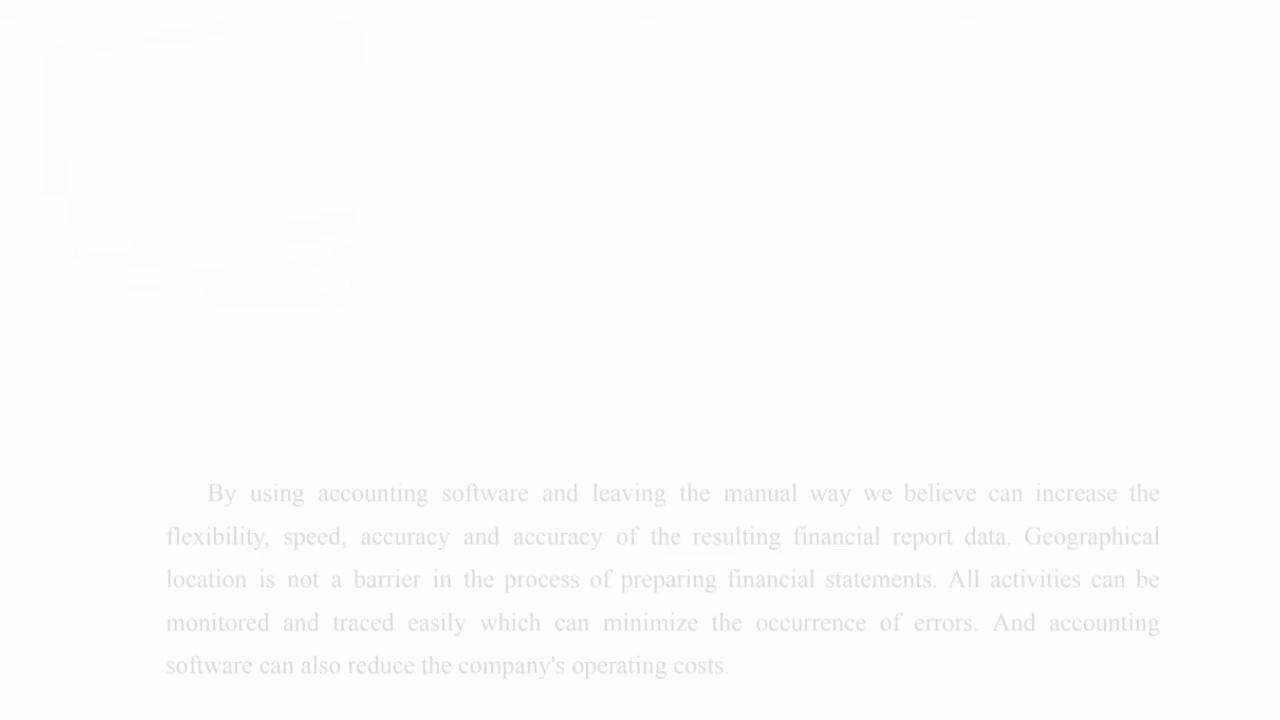 By using accounting software and leaving the manual way we believe can increase the
flexibility, speed, accuracy and accuracy of the resulting financial report data. Geographical
location is not a barrier in the process of preparing financial statements. All activities can be
monitored and traced easily which can minimize the occurrence of errors. And accounting
software can also reduce the company's operating costs.